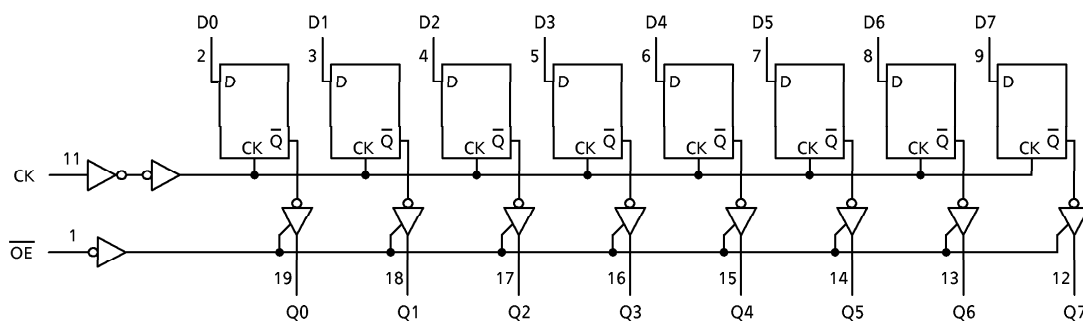 D0 D1 D2 D3 D4 D5 D6 D7
2 3 4 5 6 7 8 9
D D D D D D D D
Q̅ Q̅ Q̅ Q̅ Q̅ Q̅ Q̅ Q̅
CK CK CK CK CK CK CK CK
CK 11
O̅E̅ 1
19 18 17 16 15 14 13 12
Q0 Q1 Q2 Q3 Q4 Q5 Q6 Q7